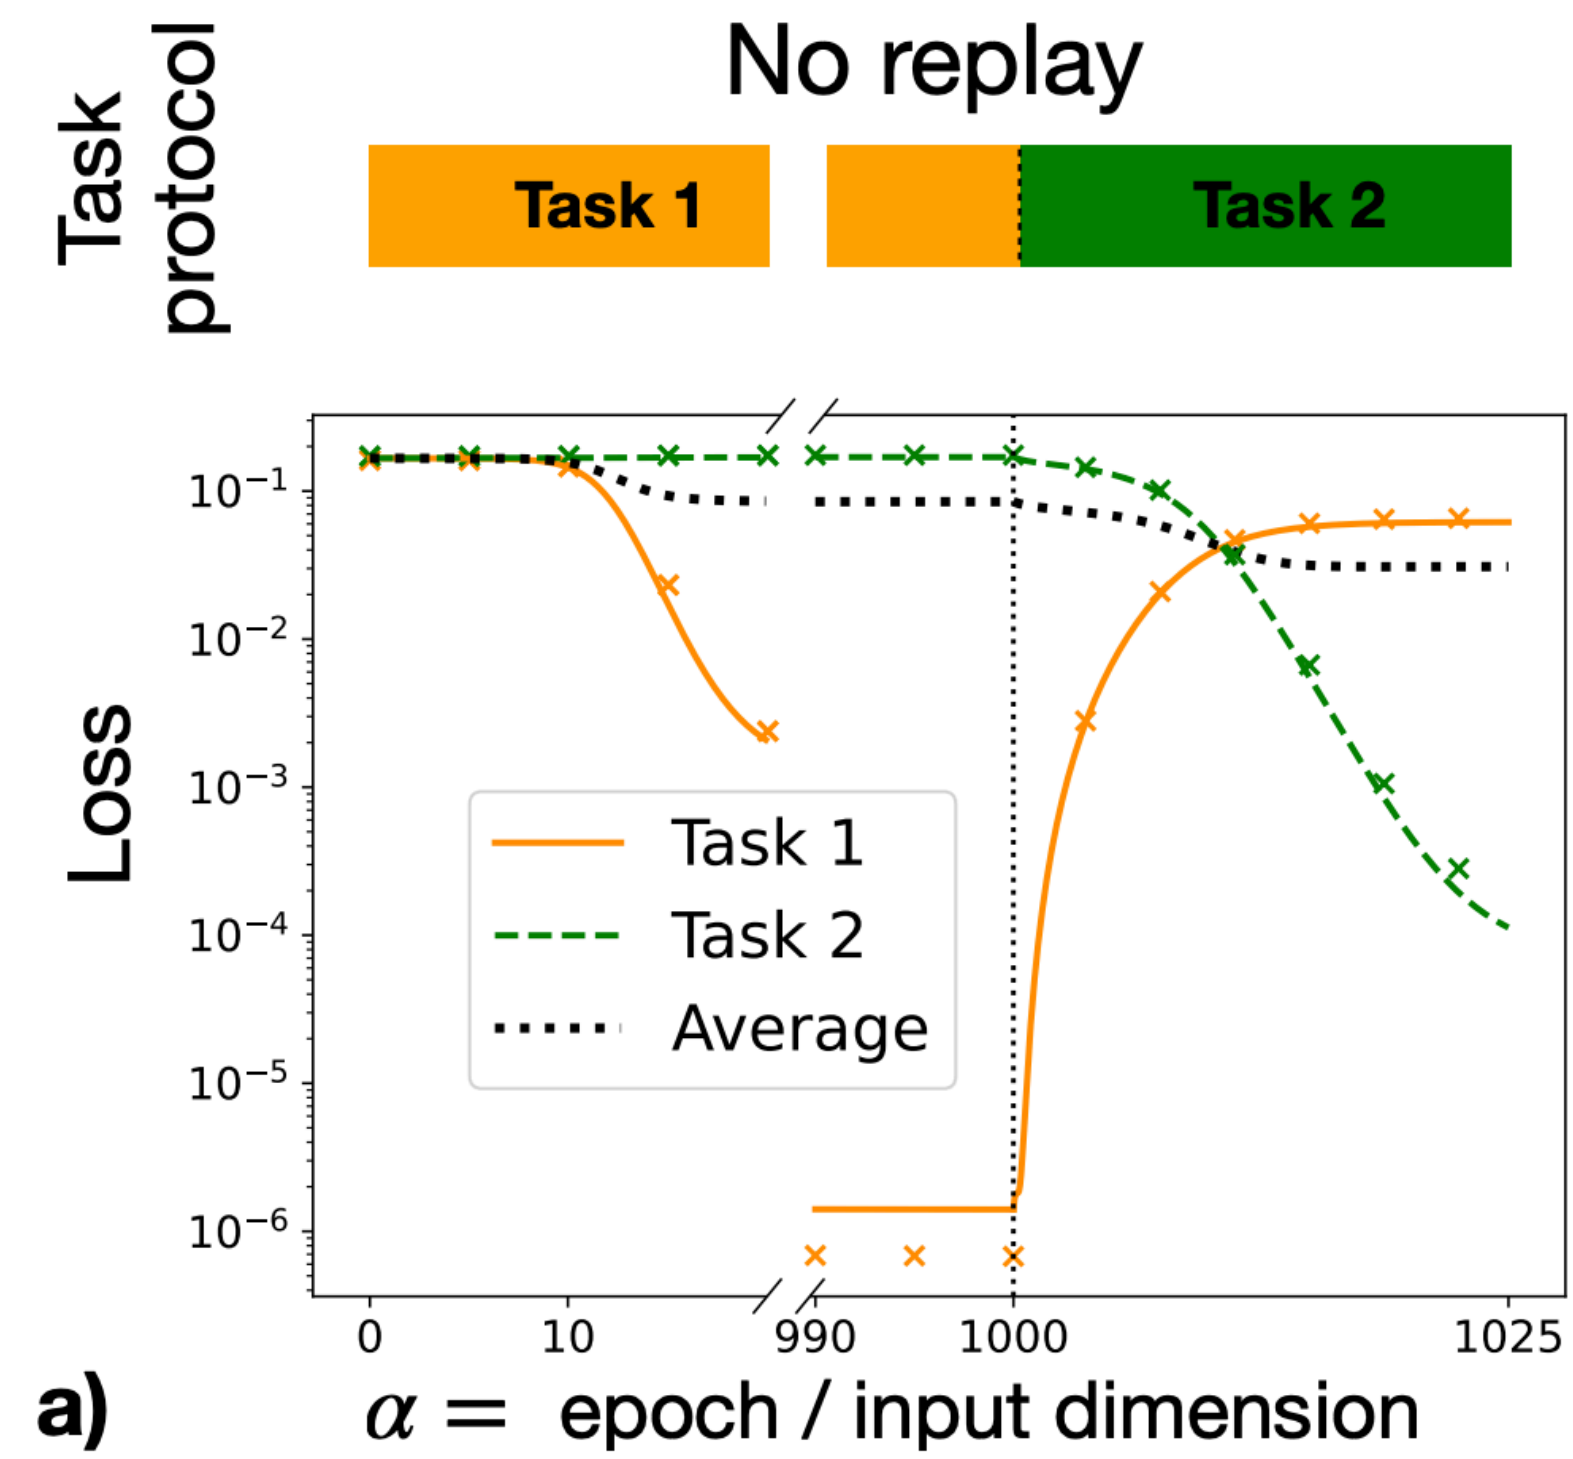 No replay
Task
protocol
Task 1
Task 2
Loss
10⁻¹
10⁻²
10⁻³
10⁻⁴
10⁻⁵
10⁻⁶
Task 1
Task 2
Average
0 10 990 1000 1025
a)
α = epoch / input dimension